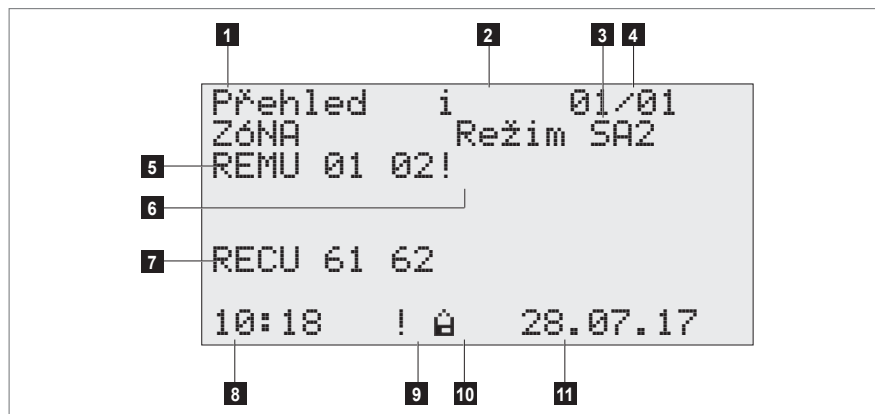 1 2 3 4
Přehled i 01/01
ZóNA Režim SA2
5 REMU 01 02!
6
7 RECU 61 62
10:18 ! 28.07.17
8 9 10 11